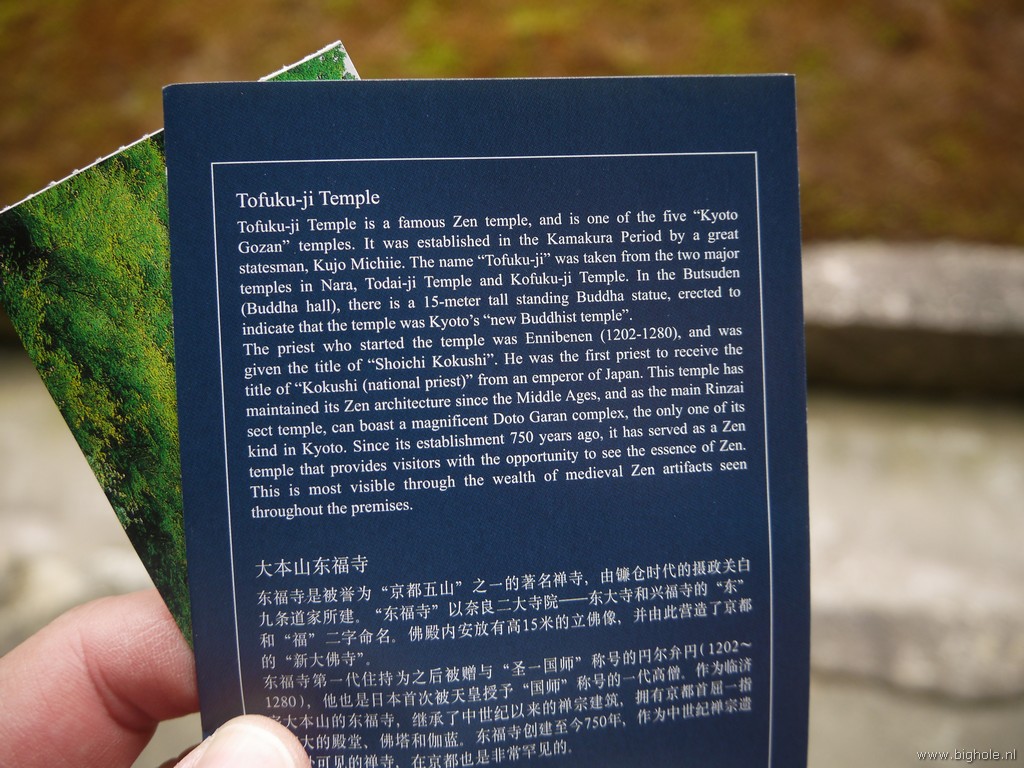 Tofuku-ji Temple
Tofuku-ji Temple is a famous Zen temple, and is one of the five “Kyoto
Gozan” temples. It was established in the Kamakura Period by a great
statesman, Kujo Michiie. The name “Tofuku-ji” was taken from the two major
temples in Nara, Todai-ji Temple and Kofuku-ji Temple. In the Butsuden
(Buddha hall), there is a 15-meter tall standing Buddha statue, erected to
indicate that the temple was Kyoto’s “new Buddhist temple”.
The priest who started the temple was Ennibenen (1202-1280), and was
given the title of “Shoichi Kokushi”. He was the first priest to receive the
title of “Kokushi (national priest)” from an emperor of Japan. This temple has
maintained its Zen architecture since the Middle Ages, and as the main Rinzai
sect temple, can boast a magnificent Doto Garan complex, the only one of its
kind in Kyoto. Since its establishment 750 years ago, it has served as a Zen
temple that provides visitors with the opportunity to see the essence of Zen.
This is most visible through the wealth of medieval Zen artifacts seen
throughout the premises.
大本山东福寺
东福寺是被誉为“京都五山”之一的著名禅寺，由镰仓时代的摄政关白
九条道家所建。“东福寺”以奈良二大寺院——东大寺和兴福寺的“东”
和“福”二字命名。佛殿内安放有高15米的立佛像，并由此营造了京都
的“新大佛寺”。
东福寺第一代住持为之后被赠与“圣一国师”称号的円尔弁円(1202～
1280)，他也是日本首次被天皇授予“国师”称号的一代高僧。作为临济
大本山的东福寺，继承了中世纪以来的禅宗建筑，拥有京都首屈一指
大的殿堂、佛塔和伽蓝。东福寺创建至今750年，作为中世纪禅宗遗
可见的禅寺，在京都也是非常罕见的。
www.bighole.nl